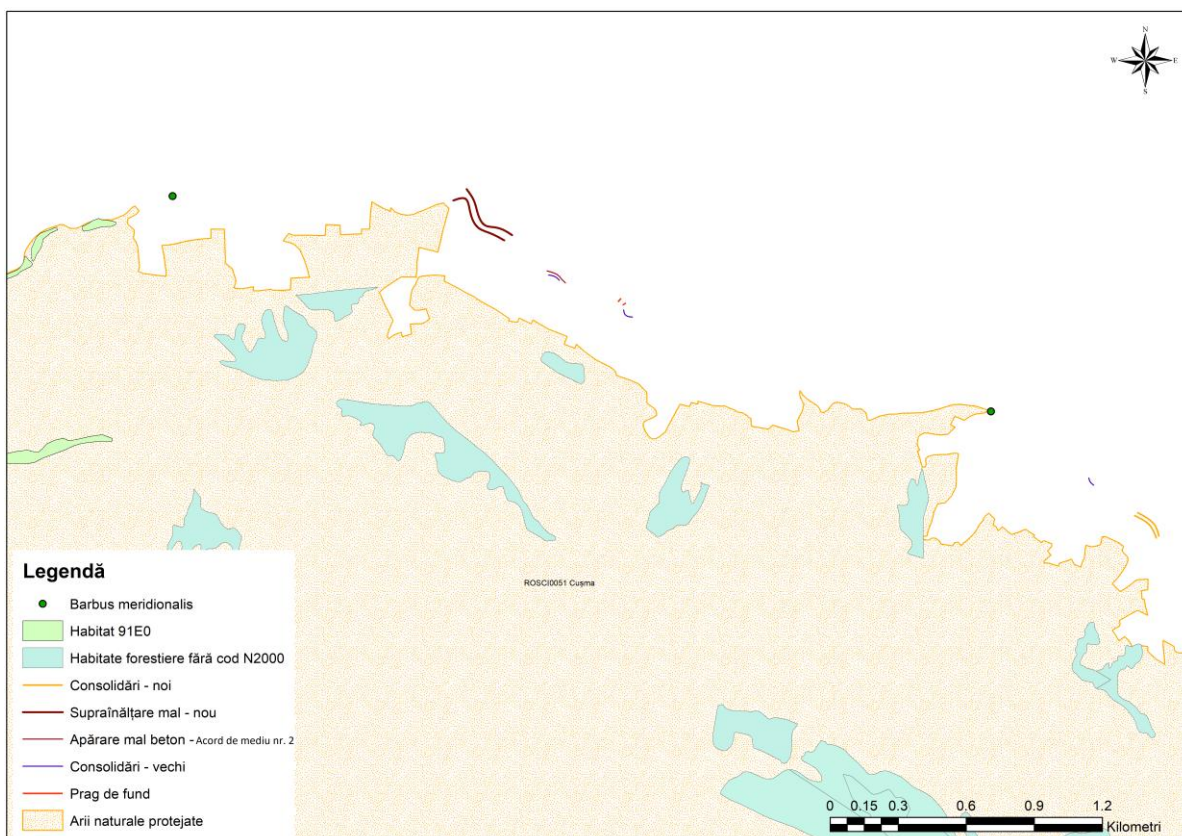 N
W E
S
ROSCI0051 Cușma
Legendă
Barbus meridionalis
Habitat 91E0
Habitate forestiere fără cod N2000
Consolidări - noi
Supraînălțare mal - nou
Apărare mal beton - Acord de mediu nr. 2
Consolidări - vechi
Prag de fund
Arii naturale protejate
0 0.15 0.3 0.6 0.9 1.2
Kilometri